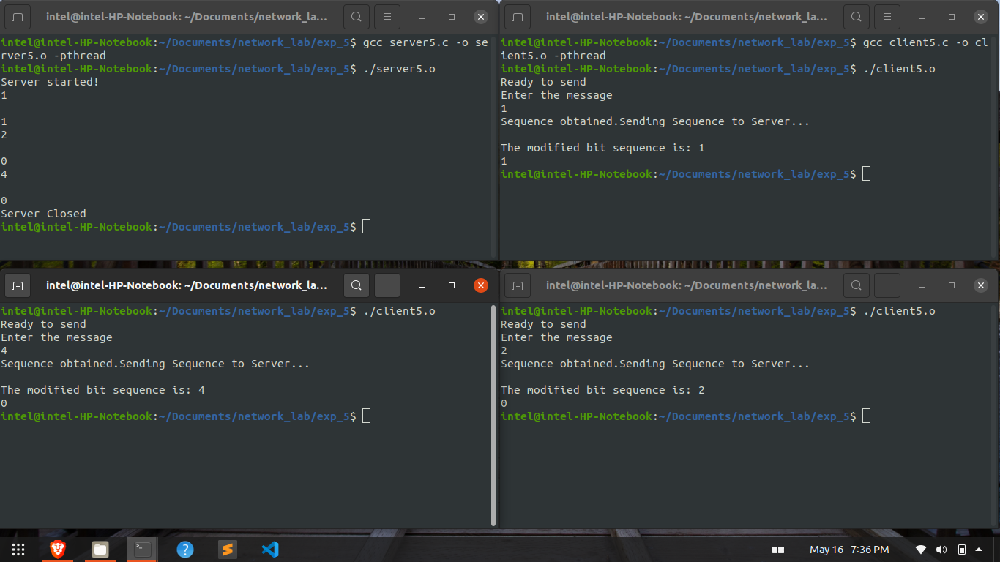 intel@intel-HP-Notebook: ~/Documents/network_la...
intel@intel-HP-Notebook:~/Documents/network_lab/exp_5$ gcc server5.c -o se
rver5.o -pthread
intel@intel-HP-Notebook:~/Documents/network_lab/exp_5$ ./server5.o
Server started!
1
1
2
0
4
0
Server Closed
intel@intel-HP-Notebook:~/Documents/network_lab/exp_5$
intel@intel-HP-Notebook: ~/Documents/network_la...
intel@intel-HP-Notebook:~/Documents/network_lab/exp_5$ gcc client5.c -o cl
ient5.o -pthread
intel@intel-HP-Notebook:~/Documents/network_lab/exp_5$ ./client5.o
Ready to send
Enter the message
1
Sequence obtained.Sending Sequence to Server...
The modified bit sequence is: 1
1
intel@intel-HP-Notebook:~/Documents/network_lab/exp_5$
intel@intel-HP-Notebook: ~/Documents/network_la...
intel@intel-HP-Notebook:~/Documents/network_lab/exp_5$ ./client5.o
Ready to send
Enter the message
4
Sequence obtained.Sending Sequence to Server...
The modified bit sequence is: 4
0
intel@intel-HP-Notebook:~/Documents/network_lab/exp_5$
intel@intel-HP-Notebook: ~/Documents/network_la...
intel@intel-HP-Notebook:~/Documents/network_lab/exp_5$ ./client5.o
Ready to send
Enter the message
2
Sequence obtained.Sending Sequence to Server...
The modified bit sequence is: 2
0
intel@intel-HP-Notebook:~/Documents/network_lab/exp_5$
May 16 7:36 PM